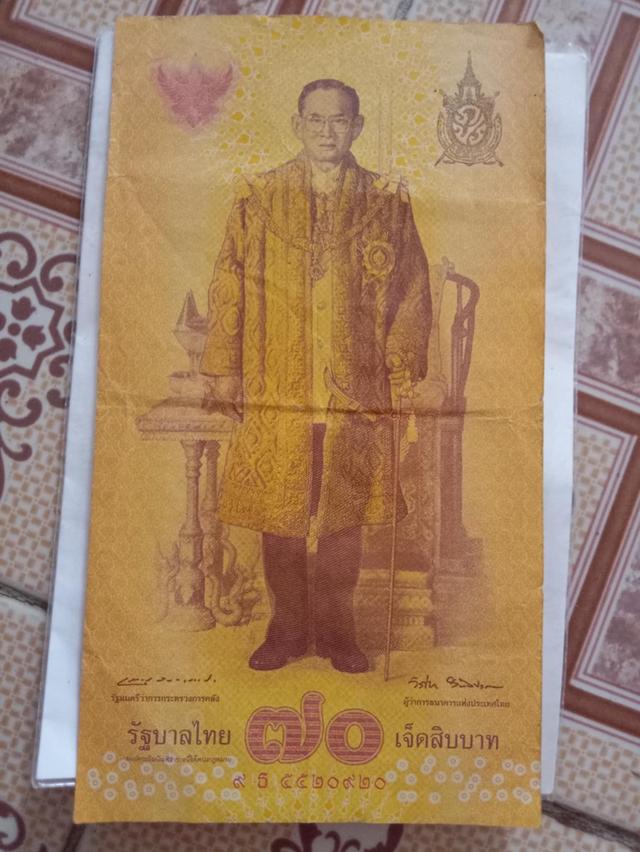 รัฐมนตรีว่าการกระทรวงการคลัง
ผู้ว่าการธนาคารแห่งประเทศไทย
รัฐบาลไทย ๗๐ เจ็ดสิบบาท
๙ ธ ๕๕๒๐๙๒๐